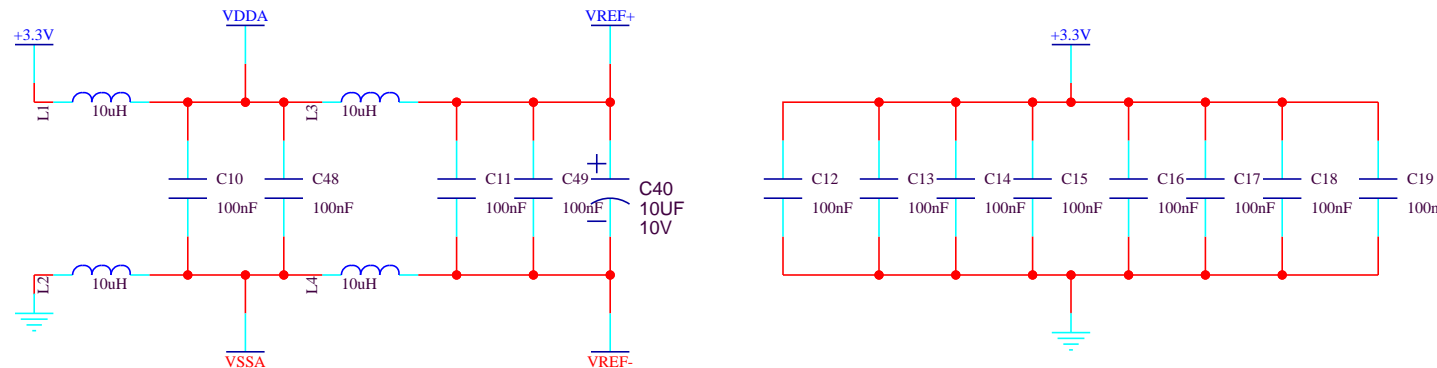 VDDA
VREF+
+3.3V
+3.3V
L1
10uH
L3
10uH
C10
100nF
C48
100nF
C11
100nF
C49
100nF
C40
10UF
10V
C12
100nF
C13
100nF
C14
100nF
C15
100nF
C16
100nF
C17
100nF
C18
100nF
C19
100n
L2
10uH
L4
10uH
VSSA
VREF-